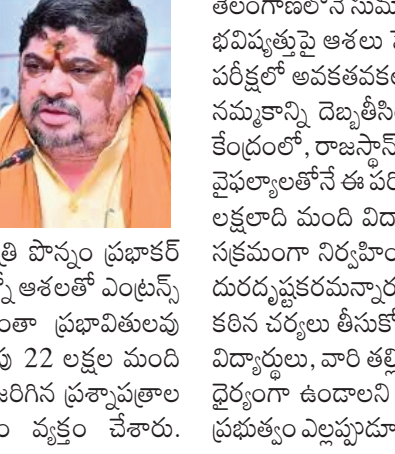 త్రి పొన్నం ప్రభాకర్
న్నో ఆశలతో ఎంట్రన్స్
ంతా ప్రభావితులవు
పు 22 లక్షల మంది
జరిగిన ప్రశ్నాపత్రాల
ం వ్యక్తం చేశారు.
తెలంగాణలోనే సుమ
భవిష్యత్తుపై ఆశలు
పరీక్షలో అవకతవకల
నమ్మకాన్ని దెబ్బతీసి
కేంద్రంలో, రాజస్థాన్
వైఫల్యాలతోనే ఈ పరి
లక్షలాది మంది విద్యా
సక్రమంగా నిర్వహిం
దురదృష్టకరమన్నార
కఠిన చర్యలు తీసుకో
విద్యార్థులు, వారి తల్లి
ధైర్యంగా ఉండాలని
ప్రభుత్వం ఎల్లప్పుడూ